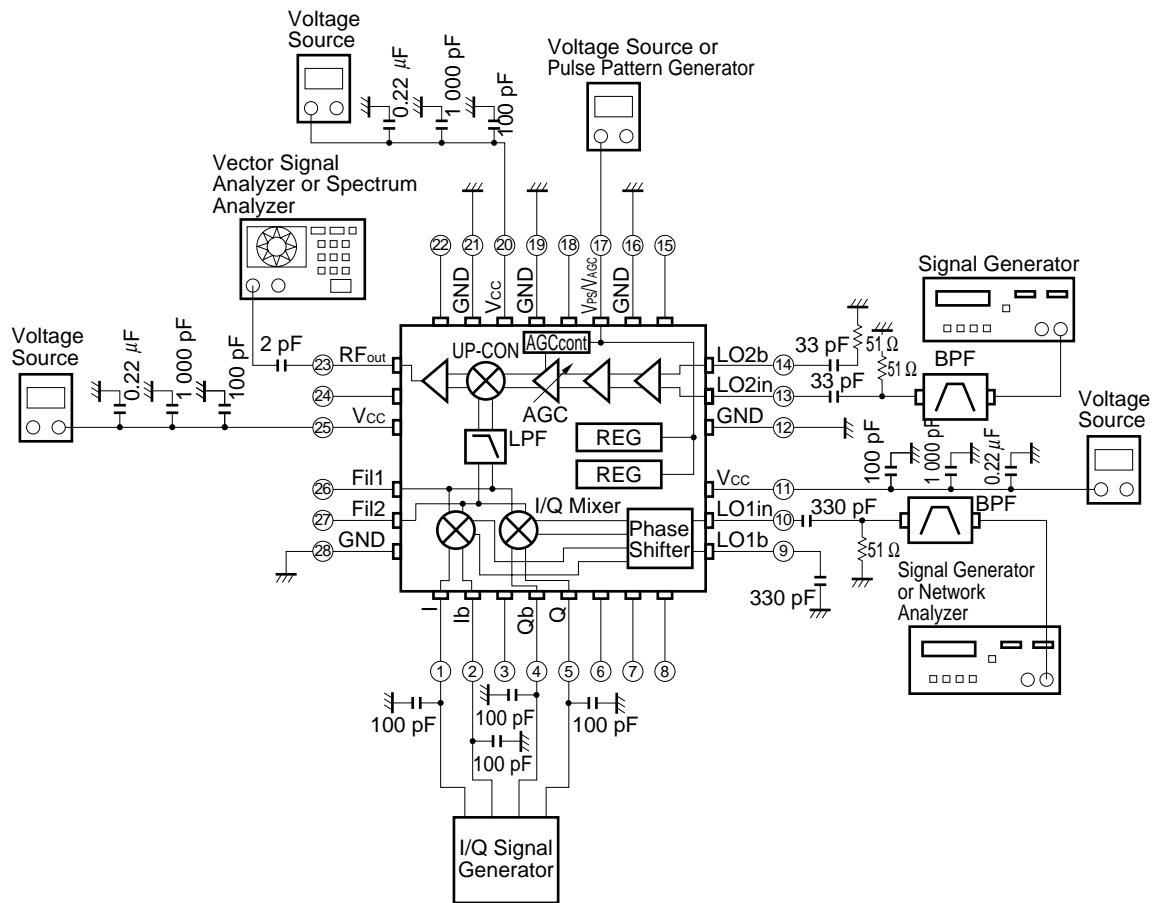 Voltage
Source
0.22 µF
1 000 pF
100 pF
Voltage Source or
Pulse Pattern Generator
Vector Signal
Analyzer or Spectrum
Analyzer
22
21
20
19
18
17
16
15
GND
VCC
GND
VPS/VAGC
GND
Signal Generator
Voltage
Source
0.22 µF
1 000 pF
100 pF
2 pF
23
RFout
24
25
VCC
UP-CON
AGCcont
AGC
LPF
REG
REG
LO2b
14
33 pF
51 Ω
LO2in
13
33 pF
51 Ω
BPF
GND
12
Voltage
Source
VCC
11
100 pF
1 000 pF
0.22 µF
26
Fil1
27
Fil2
28
GND
I/Q Mixer
Phase
Shifter
LO1in
10
330 pF
BPF
51 Ω
LO1b
9
330 pF
Signal Generator
or Network
Analyzer
I
Ib
Qb
Q
1
2
3
4
5
6
7
8
100 pF
100 pF
100 pF
100 pF
I/Q Signal
Generator